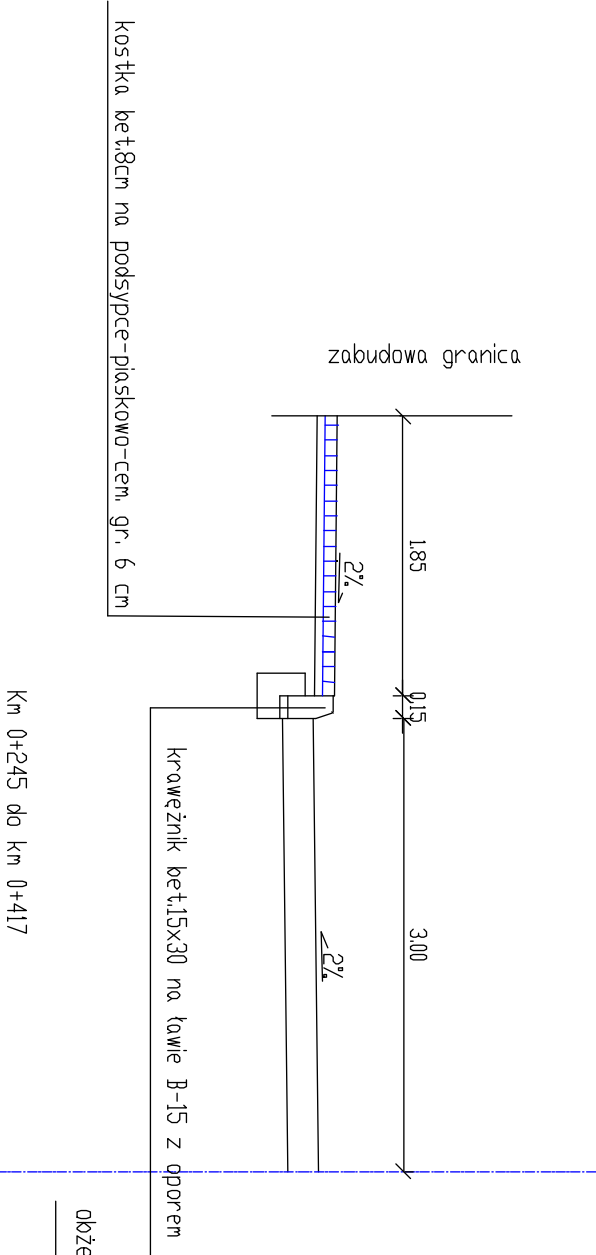 zabudowa granica
1.85
0.15
3.00
2%
2%
kostka bet.8cm na podsypce-piaskowo-cem. gr. 6 cm
krawężnik bet.15x30 na ławie B-15 z oporem
obże
Km 0+245 do km 0+417